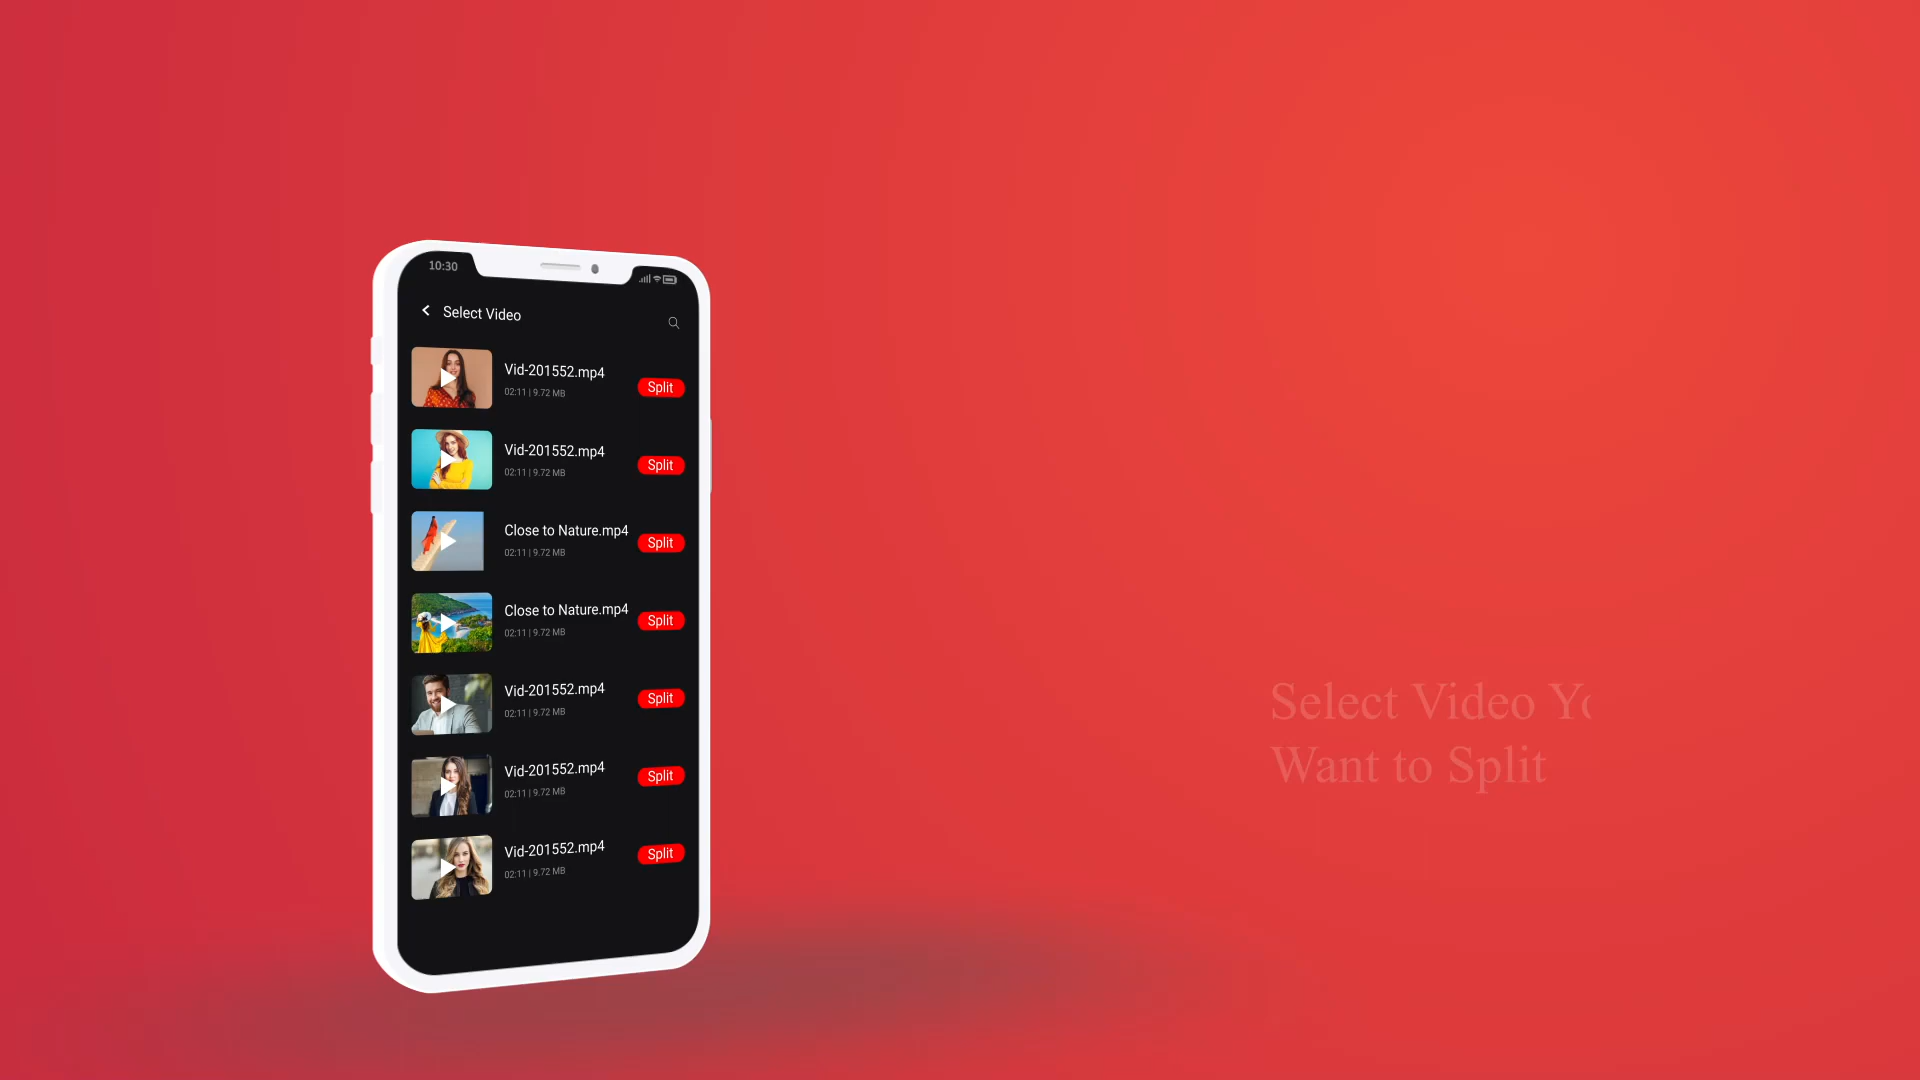 10:30
Select Video
Vid-201552.mp4
02:11 | 9.72 MB
Split
Vid-201552.mp4
02:11 | 9.72 MB
Split
Close to Nature.mp4
02:11 | 9.72 MB
Split
Close to Nature.mp4
02:11 | 9.72 MB
Split
Vid-201552.mp4
02:11 | 9.72 MB
Split
Vid-201552.mp4
02:11 | 9.72 MB
Split
Vid-201552.mp4
02:11 | 9.72 MB
Split
Select Video
Want to Split